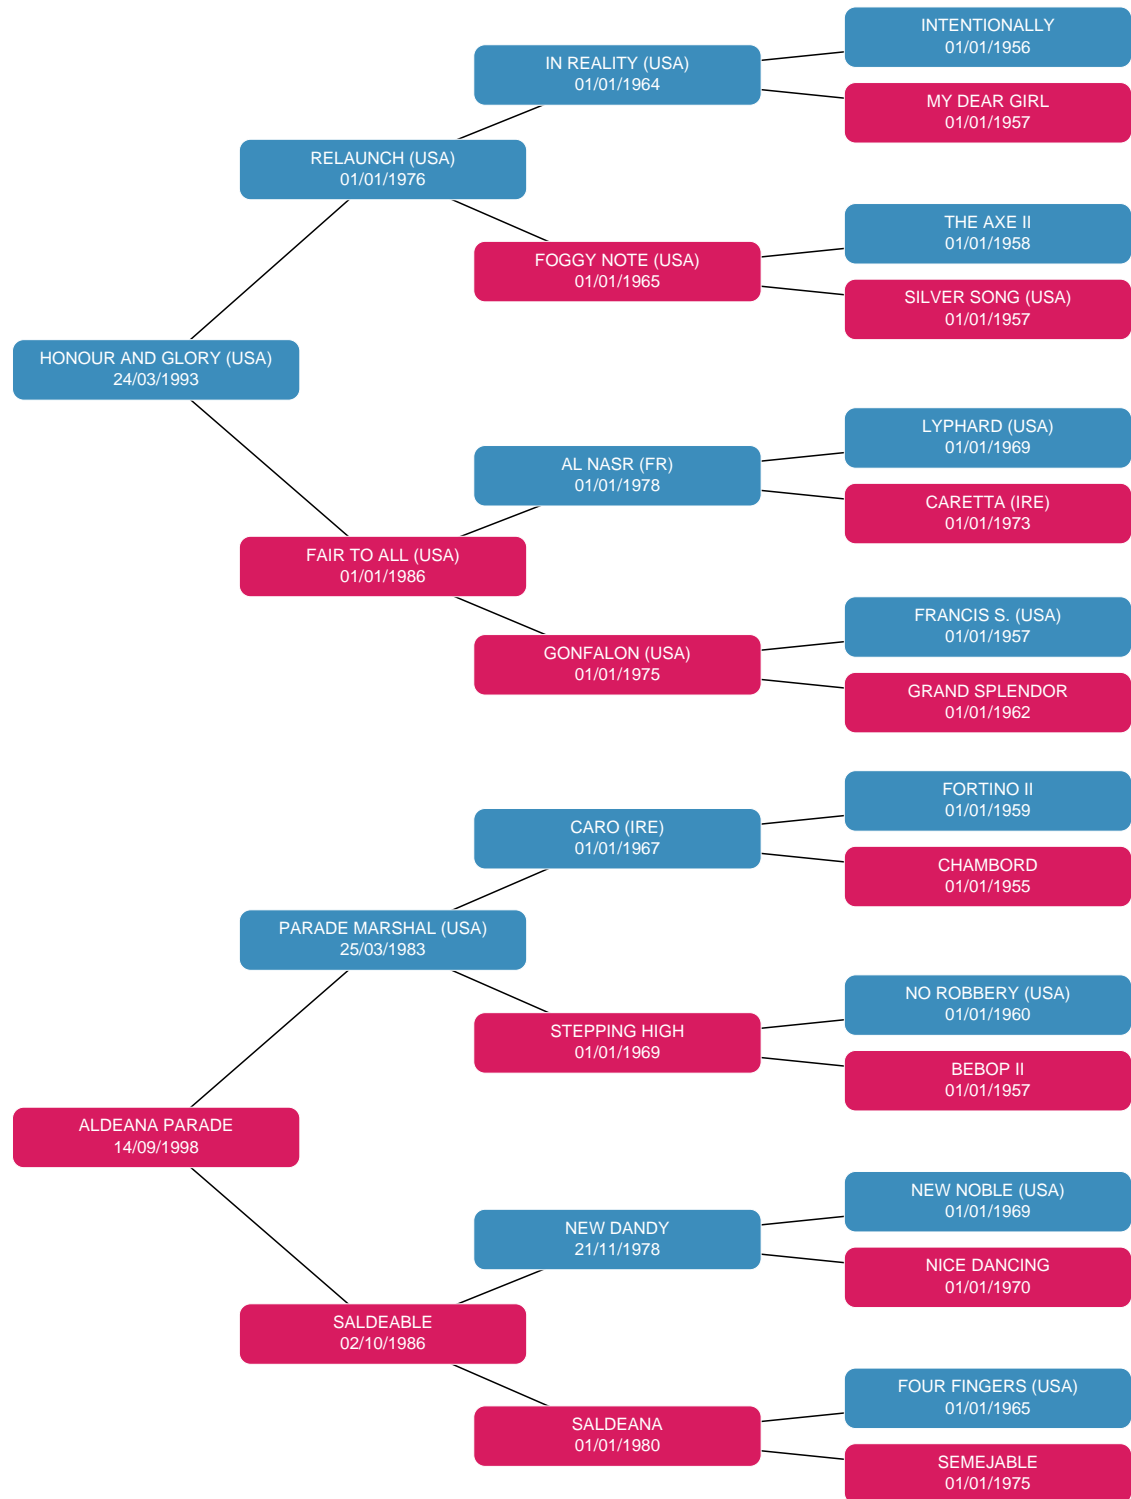 INTENTIONALLY
01/01/1956
IN REALITY (USA)
01/01/1964
MY DEAR GIRL
01/01/1957
RELAUNCH (USA)
01/01/1976
THE AXE II
01/01/1958
FOGGY NOTE (USA)
01/01/1965
SILVER SONG (USA)
01/01/1957
HONOUR AND GLORY (USA)
24/03/1993
LYPHARD (USA)
01/01/1969
AL NASR (FR)
01/01/1978
CARETTA (IRE)
01/01/1973
FAIR TO ALL (USA)
01/01/1986
FRANCIS S. (USA)
01/01/1957
GONFALON (USA)
01/01/1975
GRAND SPLENDOR
01/01/1962
FORTINO II
01/01/1959
CARO (IRE)
01/01/1967
CHAMBORD
01/01/1955
PARADE MARSHAL (USA)
25/03/1983
NO ROBBERY (USA)
01/01/1960
STEPPING HIGH
01/01/1969
BEBOP II
01/01/1957
ALDEANA PARADE
14/09/1998
NEW NOBLE (USA)
01/01/1969
NEW DANDY
21/11/1978
NICE DANCING
01/01/1970
SALDEABLE
02/10/1986
FOUR FINGERS (USA)
01/01/1965
SALDEANA
01/01/1980
SEMEJABLE
01/01/1975